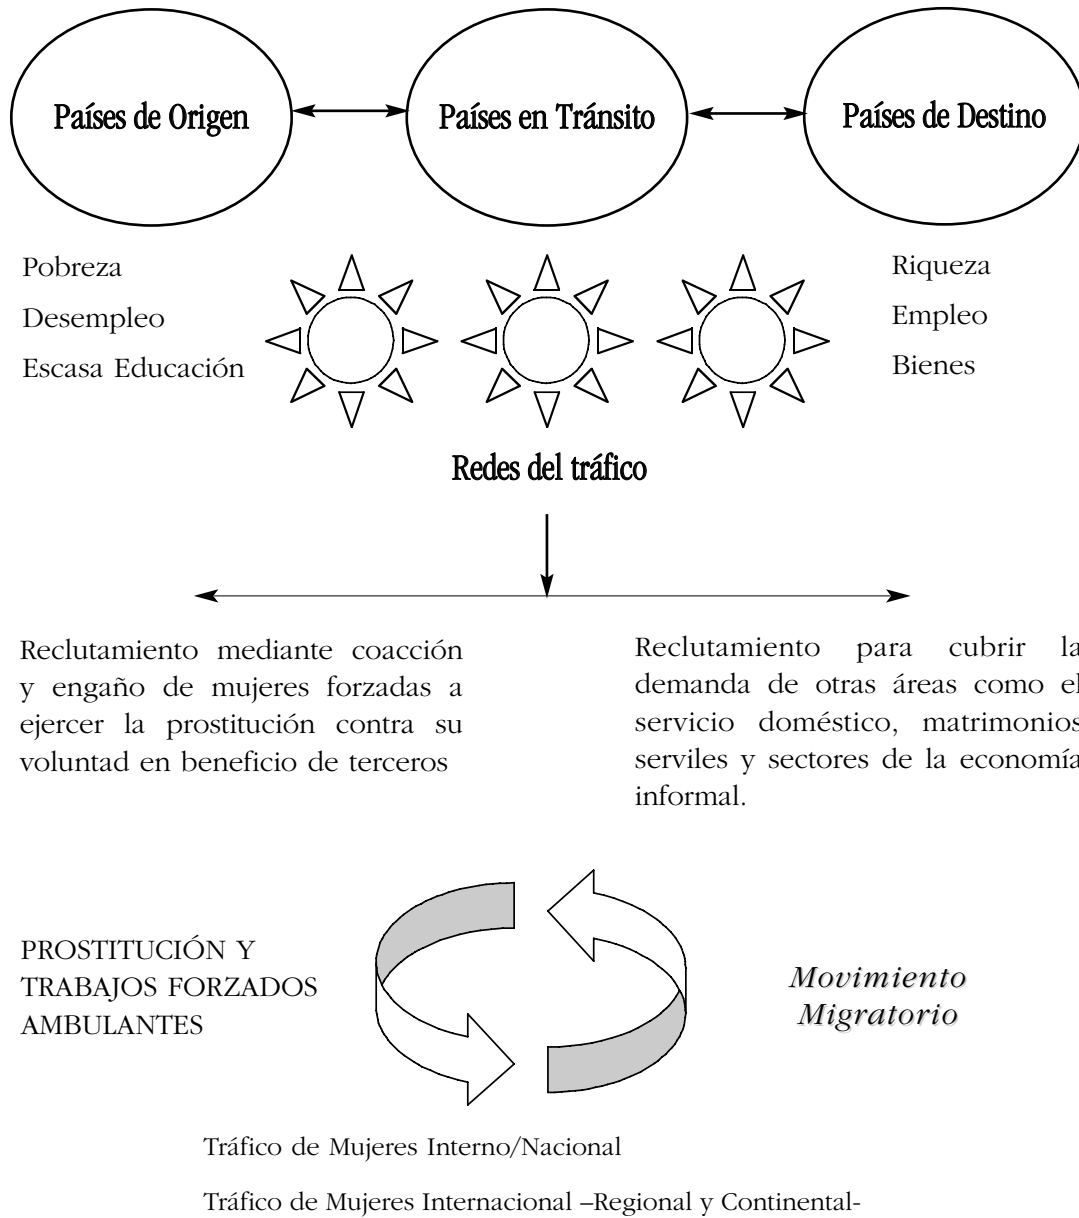 Países de Origen
Países en Tránsito
Países de Destino
Pobreza
Desempleo
Escasa Educación
Riqueza
Empleo
Bienes
Redes del tráfico
Reclutamiento mediante coacción
y engaño de mujeres forzadas a
ejercer la prostitución contra su
voluntad en beneficio de terceros
Reclutamiento para cubrir la
demanda de otras áreas como el
servicio doméstico, matrimonios
serviles y sectores de la economía
informal.
PROSTITUCIÓN Y
TRABAJOS FORZADOS
AMBULANTES
Movimiento
Migratorio
Tráfico de Mujeres Interno/Nacional
Tráfico de Mujeres Internacional –Regional y Continental-